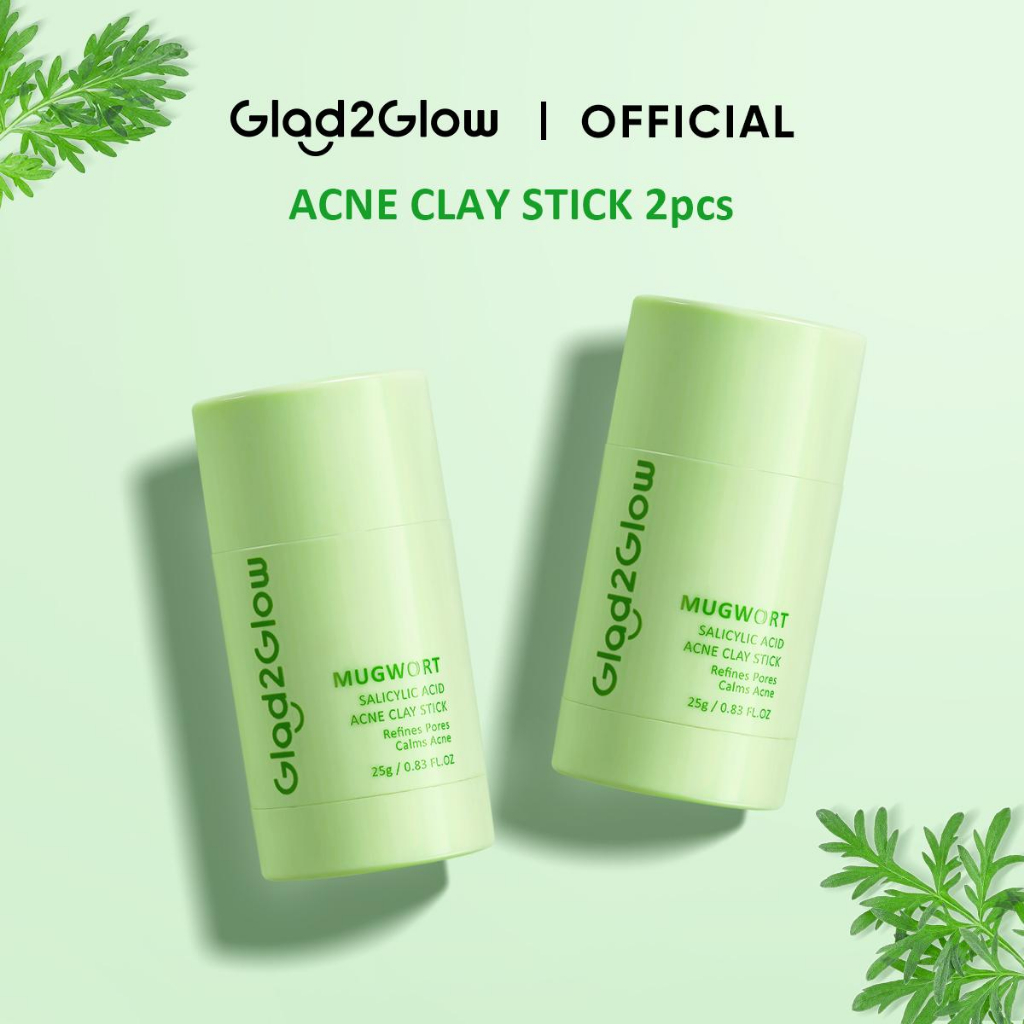 Glad2Glow | OFFICIAL
ACNE CLAY STICK 2pcs
Glad2Glow
MUGWORT
SALICYLIC ACID
ACNE CLAY STICK
Refines Pores
Calms Acne
25g / 0.83 FL.OZ
Glad2Glow
MUGWORT
SALICYLIC ACID
ACNE CLAY STICK
Refines Pores
Calms Acne
25g / 0.83 FL.OZ